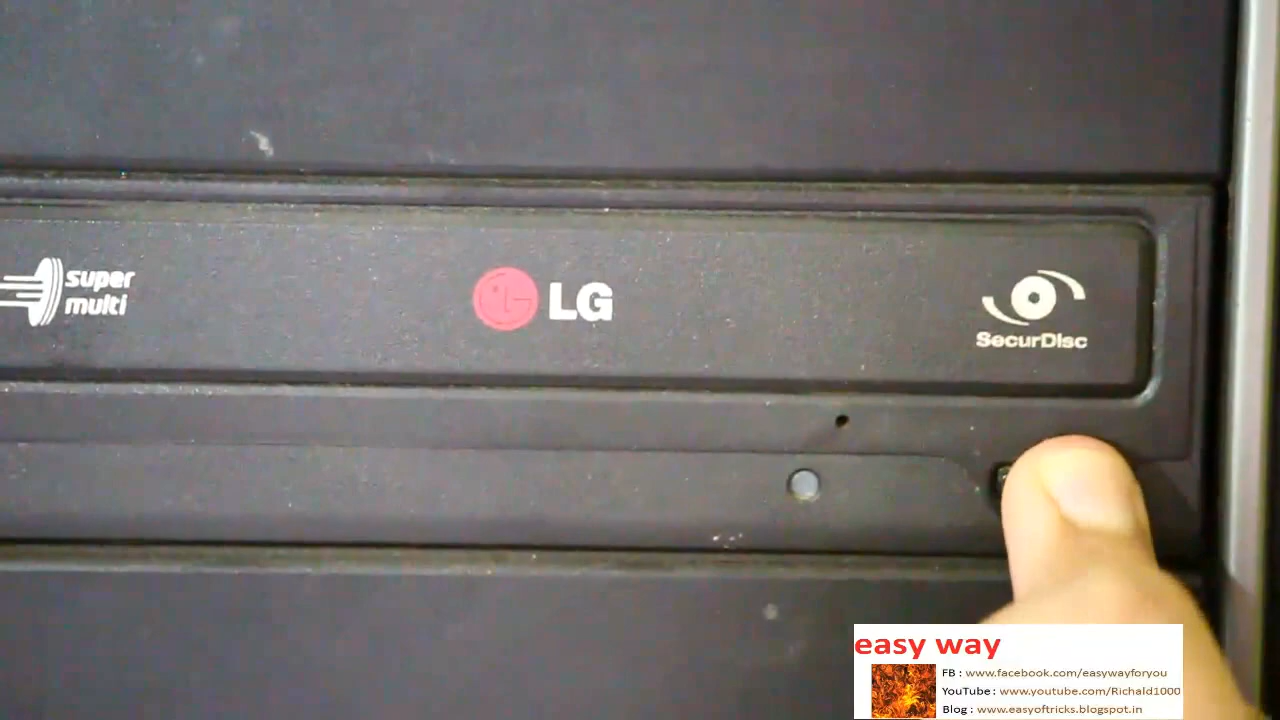 super
multi
LG
SecurDisc
easy way
FB : www.facebook.com/easywayforyou
YouTube : www.youtube.com/Richald1000
Blog : www.easyoftricks.blogspot.in